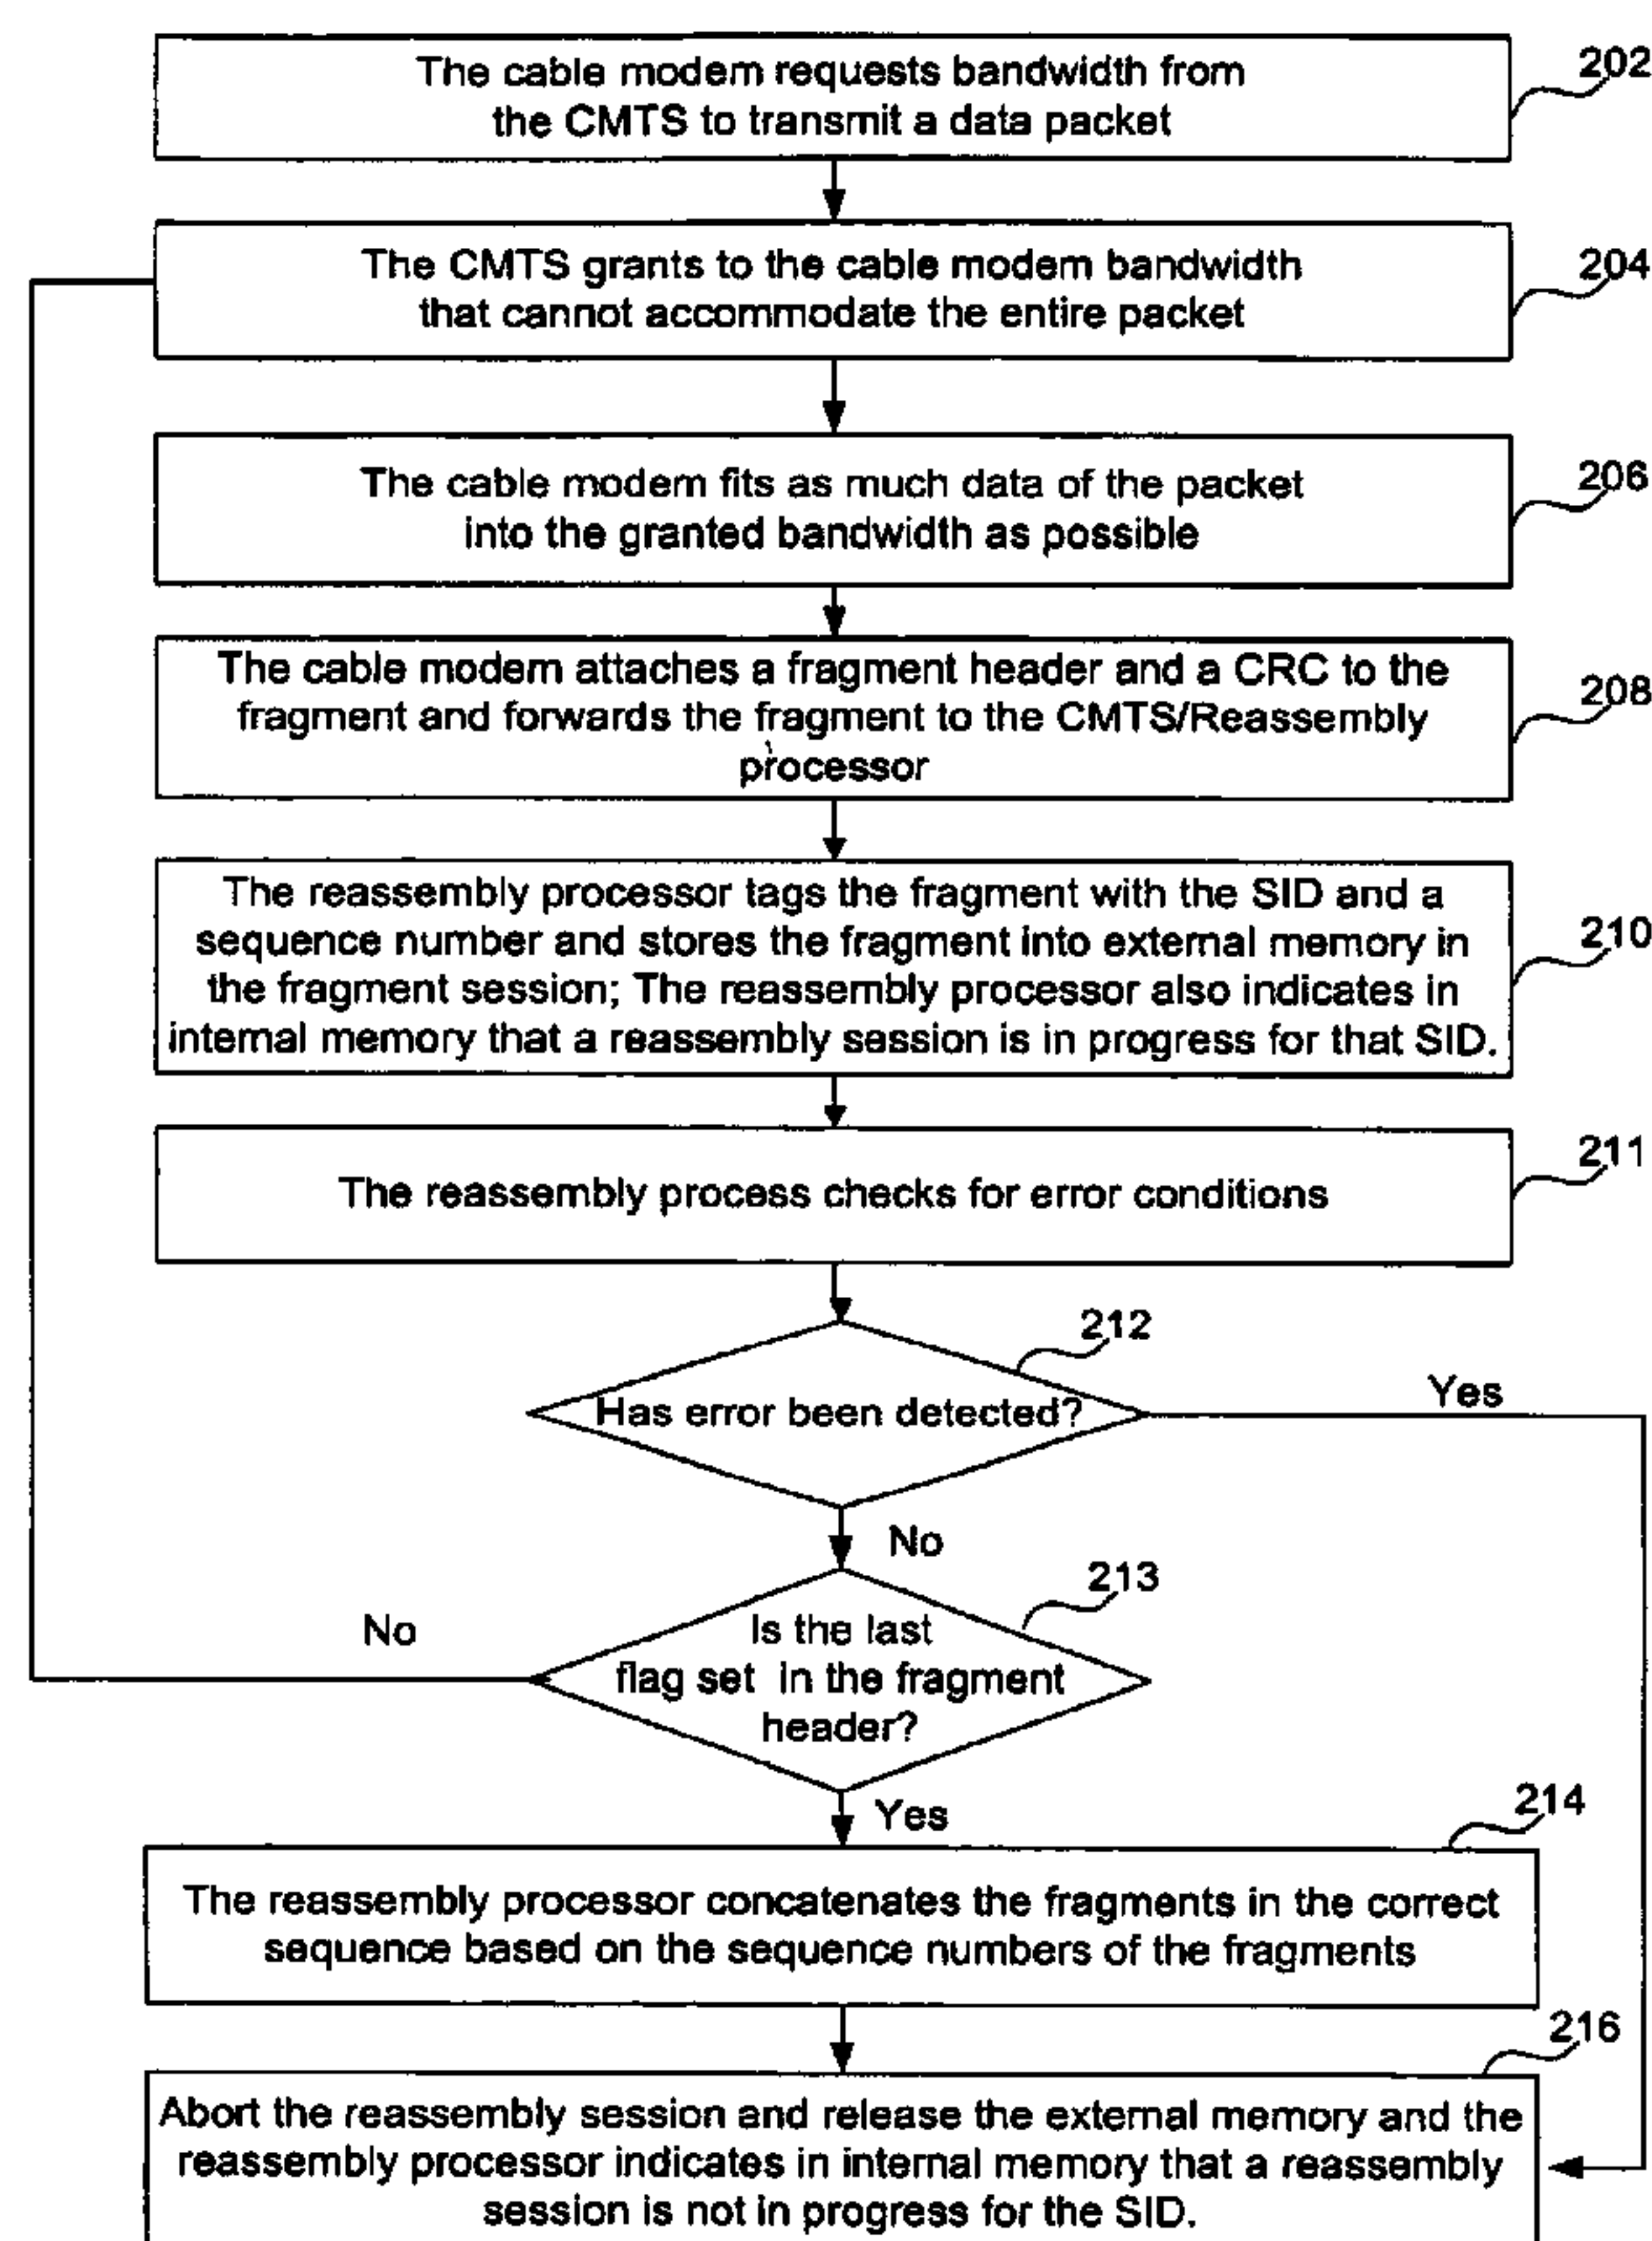 The cable modem requests bandwidth from
the CMTS to transmit a data packet
202
The CMTS grants to the cable modem bandwidth
that cannot accommodate the entire packet
204
The cable modem fits as much data of the packet
into the granted bandwidth as possible
206
The cable modem attaches a fragment header and a CRC to the
fragment and forwards the fragment to the CMTS/Reassembly
processor
208
The reassembly processor tags the fragment with the SID and a
sequence number and stores the fragment into external memory in
the fragment session; The reassembly processor also indicates in
internal memory that a reassembly session is in progress for that SID.
210
The reassembly process checks for error conditions
211
212
Has error been detected?
Yes
No
213
Is the last
flag set in the fragment
header?
No
Yes
214
The reassembly processor concatenates the fragments in the correct
sequence based on the sequence numbers of the fragments
216
Abort the reassembly session and release the external memory and the
reassembly processor indicates in internal memory that a reassembly
session is not in progress for the SID.